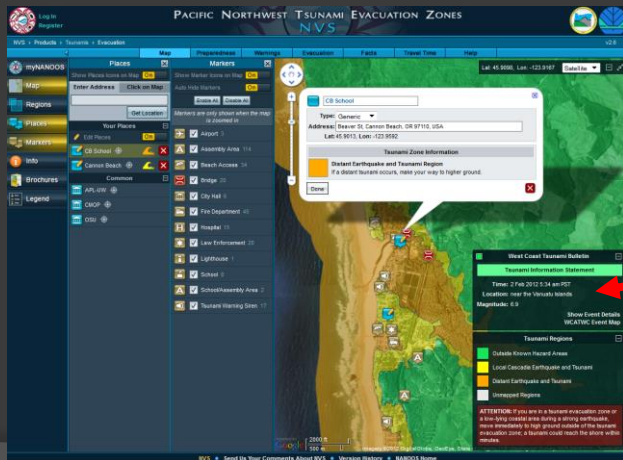 Log In
Register
PACIFIC NORTHWEST TSUNAMI EVACUATION ZONES
NVS
NVS » Products » Tsunamis » Evacuation
v2.6
Map
Preparedness
Warnings
Evacuation
Facts
Travel Time
Help
myNANOOS
Map
Regions
Places
Markers
Info
Brochures
Legend
Places
Show Places Icons on Map On
Enter Address
Click on Map
Get Location
Your Places
Edit Places On
CB School
Cannon Beach
Common
APL-UW
CMOP
OSU
Markers
Show Marker Icons on Map On
Auto Hide Markers On
Enable All
Disable All
Markers are only shown when the map
is zoomed in
Airport
Assembly Area 114
Beach Access 34
Bridge
City Hall
Fire Department
Hospital
Law Enforcement
Lighthouse 1
School
School/Assembly Area 2
Tsunami Warning Siren 17
Satellite
CB School
Type: Generic
Address: Beaver St, Cannon Beach, OR 97110, USA
Lat: 45.9013, Lon: -123.9592
Tsunami Zone Information
Distant Earthquake and Tsunami Region
If a distant tsunami occurs, make your way to higher ground.
Done
West Coast Tsunami Bulletin
Tsunami Information Statement
Time: 2 Feb 2012 5:34 am PST
Location: near the Vanuatu Islands
Magnitude: 6.9
Show Event Details
WCATWC Event Map
Tsunami Regions
Outside Known Hazard Areas
Local Cascadia Earthquake and Tsunami
Distant Earthquake and Tsunami
Unmapped Regions
ATTENTION: If you are in a tsunami evacuation zone or
a low-lying coastal area during a strong earthquake,
move immediately to high ground outside of the tsunami
evacuation zone; a tsunami could reach the shore within
minutes.
2000 ft
500 m
NVS
Send Us Your Comments About NVS
Version History
NANOOS Home